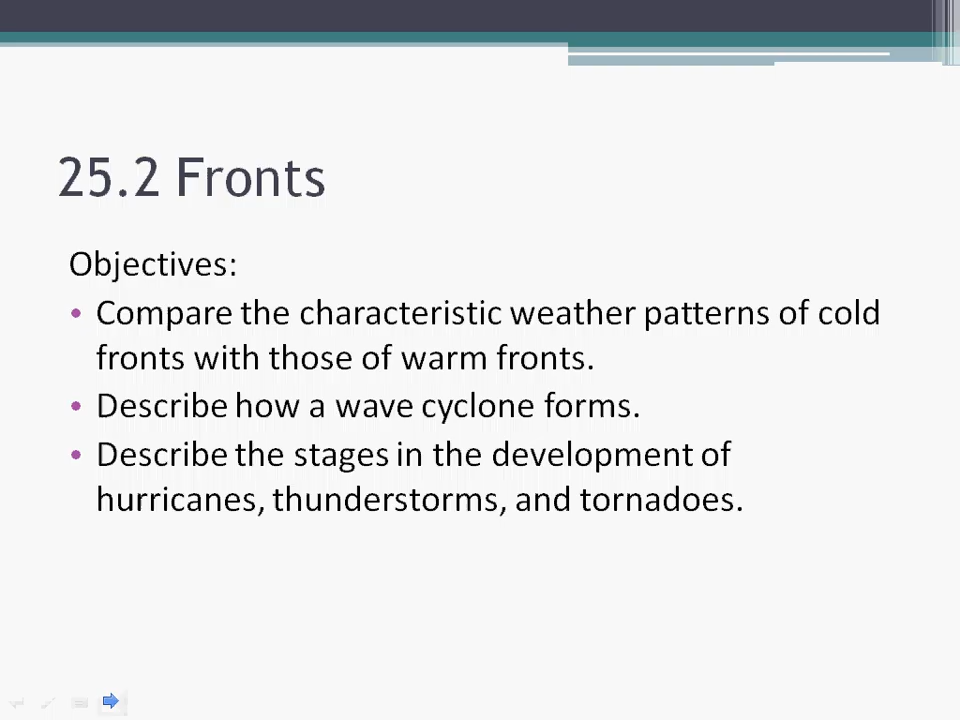 25.2 Fronts
Objectives:
• Compare the characteristic weather patterns of cold
fronts with those of warm fronts.
• Describe how a wave cyclone forms.
• Describe the stages in the development of
hurricanes, thunderstorms, and tornadoes.